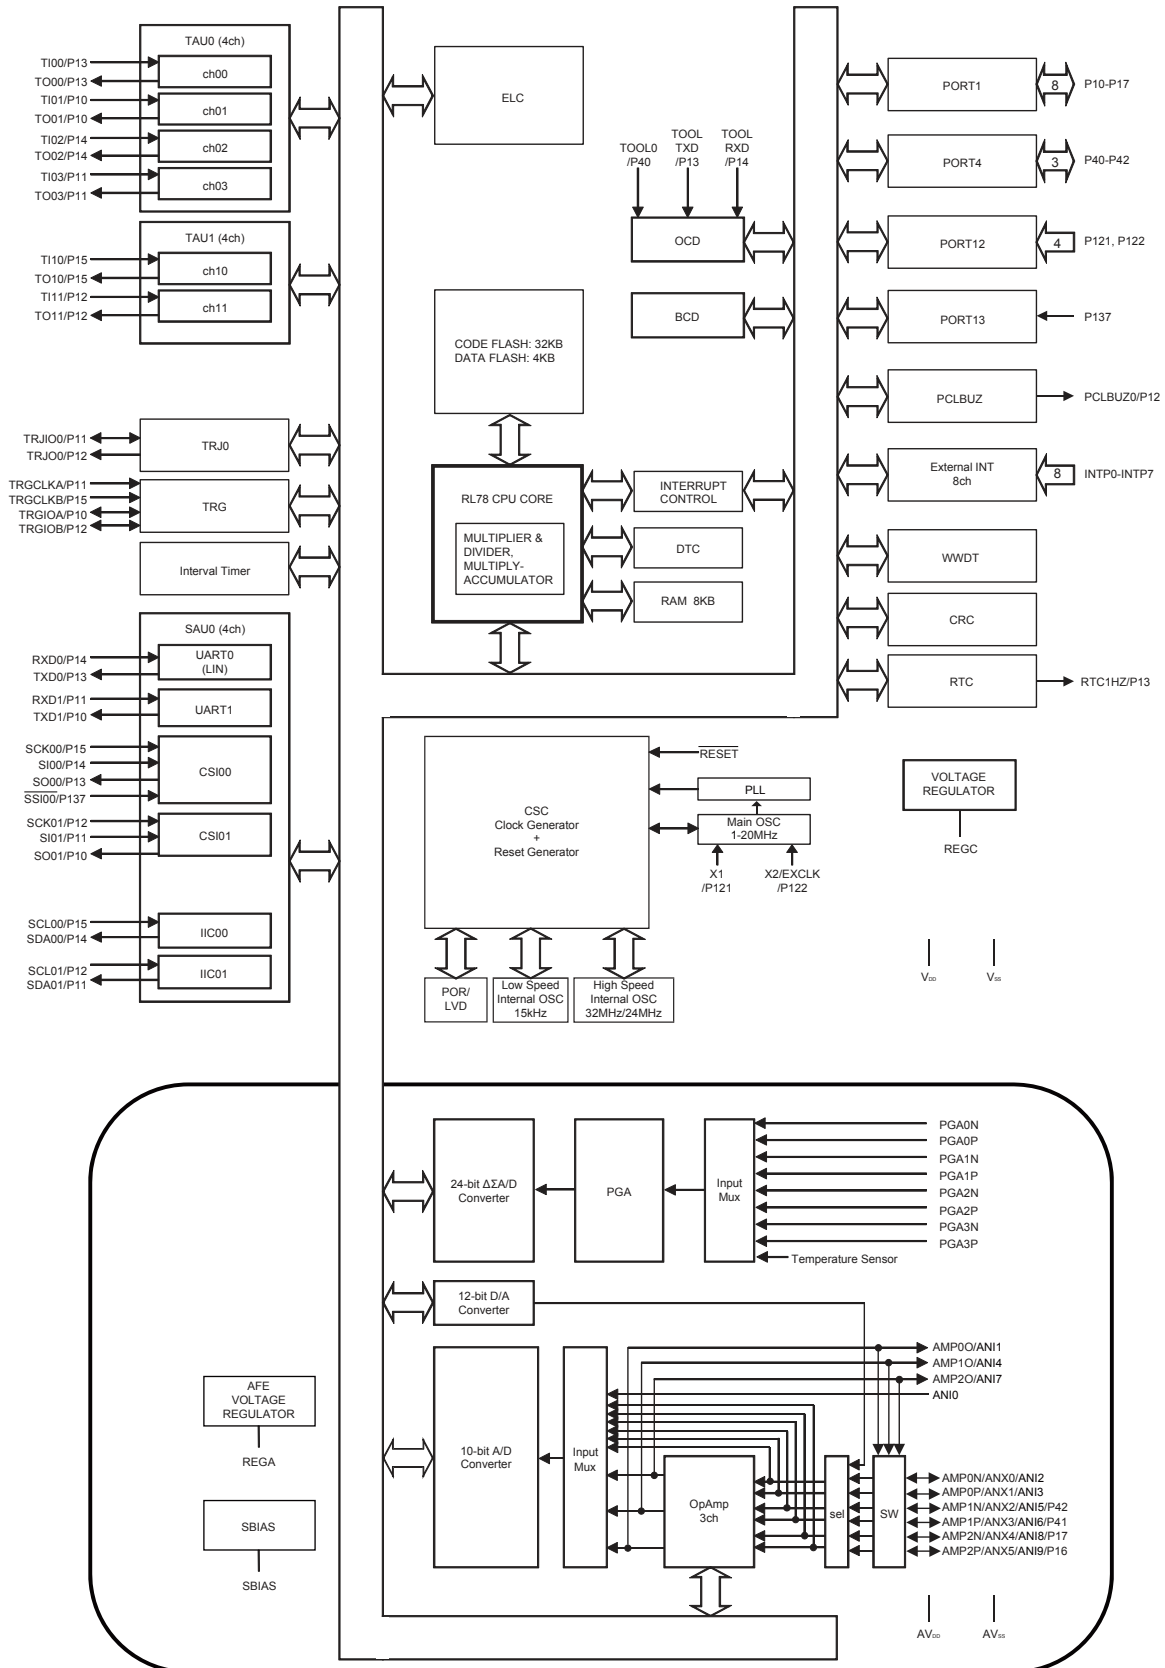 TAU0 (4ch)
TI00/P13
TO00/P13
ch00
TI01/P10
TO01/P10
ch01
TI02/P14
TO02/P14
ch02
TI03/P11
TO03/P11
ch03
TAU1 (4ch)
TI10/P15
TO10/P15
ch10
TI11/P12
TO11/P12
ch11
TRJIO0/P11
TRJO0/P12
TRJ0
TRGCLKA/P11
TRGCLKB/P15
TRGIOA/P10
TRGIOB/P12
TRG
Interval Timer
SAU0 (4ch)
RXD0/P14
TXD0/P13
UART0
(LIN)
RXD1/P11
TXD1/P10
UART1
SCK00/P15
SI00/P14
SO00/P13
SSI00/P137
CSI00
SCK01/P12
SI01/P11
SO01/P10
CSI01
SCL00/P15
SDA00/P14
IIC00
SCL01/P12
SDA01/P11
IIC01
ELC
TOOL0
/P40
TOOL
TXD
/P13
TOOL
RXD
/P14
OCD
BCD
CODE FLASH: 32KB
DATA FLASH: 4KB
RL78 CPU CORE
MULTIPLIER &
DIVIDER,
MULTIPLY-
ACCUMULATOR
INTERRUPT
CONTROL
DTC
RAM 8KB
PORT1
8
P10-P17
PORT4
3
P40-P42
PORT12
4
P121, P122
PORT13
P137
PCLBUZ
PCLBUZ0/P12
External INT
8ch
8
INTP0-INTP7
WWDT
CRC
RTC
RTC1HZ/P13
CSC
Clock Generator
+
Reset Generator
RESET
PLL
Main OSC
1-20MHz
X1
/P121
X2/EXCLK
/P122
POR/
LVD
Low Speed
Internal OSC
15kHz
High Speed
Internal OSC
32MHz/24MHz
VOLTAGE
REGULATOR
REGC
VDD
VSS
24-bit ΔΣA/D
Converter
PGA
Input
Mux
PGA0N
PGA0P
PGA1N
PGA1P
PGA2N
PGA2P
PGA3N
PGA3P
Temperature Sensor
12-bit D/A
Converter
10-bit A/D
Converter
Input
Mux
OpAmp
3ch
sel
SW
AMP0O/ANI1
AMP1O/ANI4
AMP2O/ANI7
ANI0
AMP0N/ANX0/ANI2
AMP0P/ANX1/ANI3
AMP1N/ANX2/ANI5/P42
AMP1P/ANX3/ANI6/P41
AMP2N/ANX4/ANI8/P17
AMP2P/ANX5/ANI9/P16
AFE
VOLTAGE
REGULATOR
REGA
SBIAS
SBIAS
AVDD
AVSS